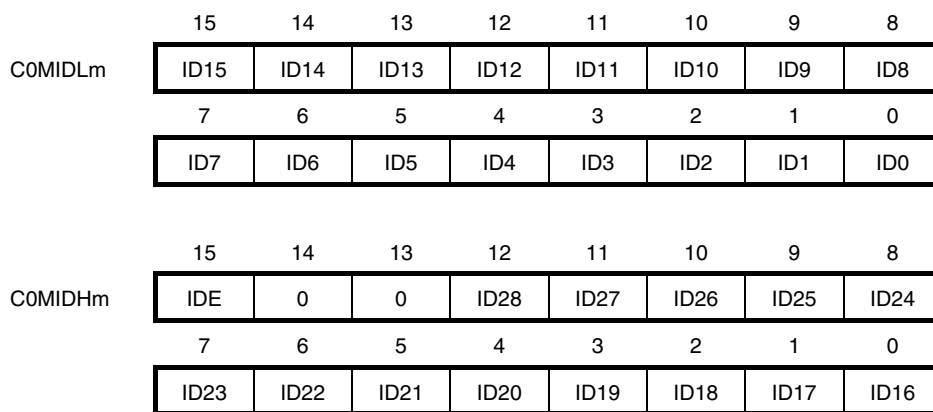 15 14 13 12 11 10 9 8
C0MIDLm ID15 ID14 ID13 ID12 ID11 ID10 ID9 ID8
7 6 5 4 3 2 1 0
ID7 ID6 ID5 ID4 ID3 ID2 ID1 ID0
15 14 13 12 11 10 9 8
C0MIDHm IDE 0 0 ID28 ID27 ID26 ID25 ID24
7 6 5 4 3 2 1 0
ID23 ID22 ID21 ID20 ID19 ID18 ID17 ID16